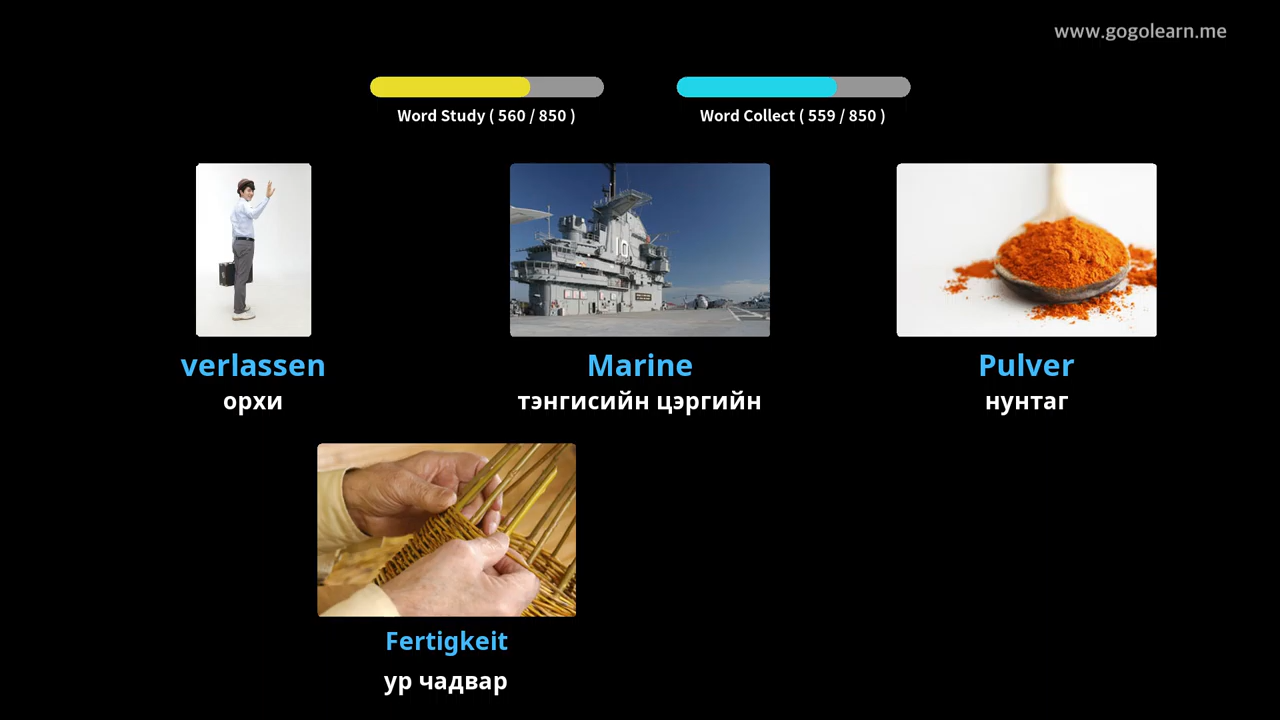 www.gogolearn.me
Word Study ( 560 / 850 )
Word Collect ( 559 / 850 )
verlassen
орхи
Marine
тэнгисийн цэргийн
Pulver
нунтаг
Fertigkeit
ур чадвар